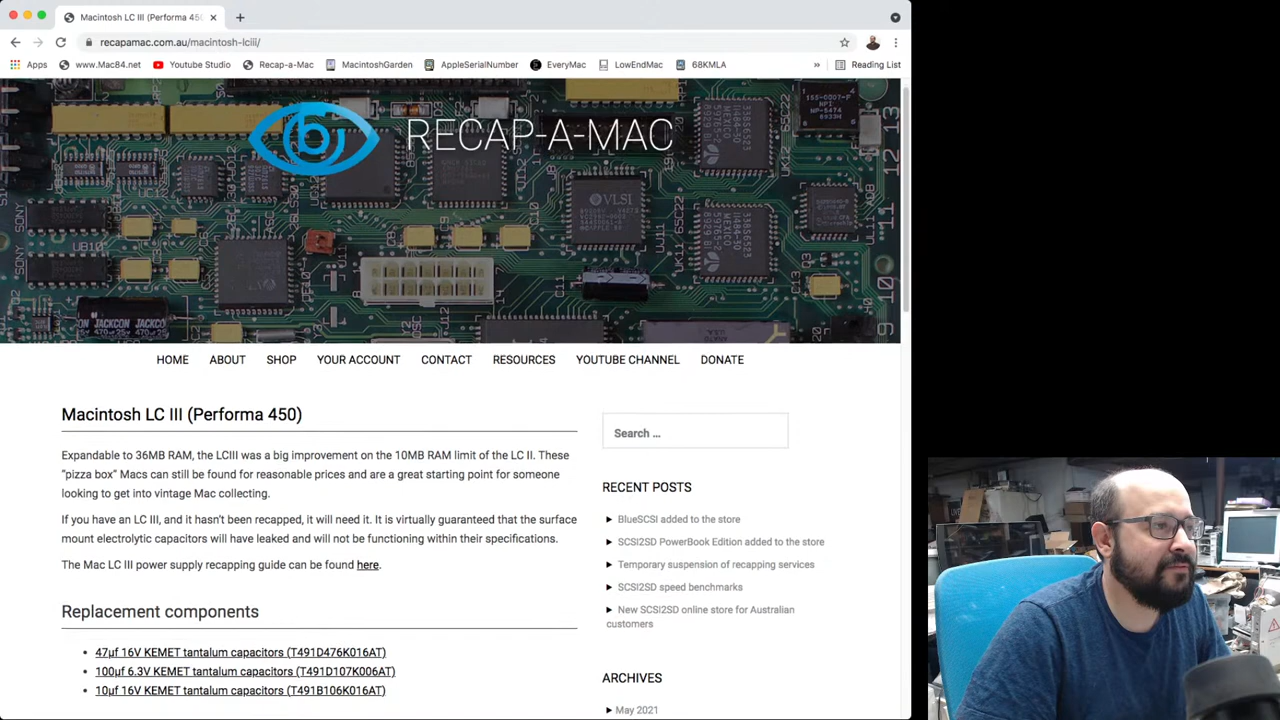 Macintosh LC III (Performa 450
recapamac.com.au/macintosh-lciii/
Apps
www.Mac84.net
Youtube Studio
Recap-a-Mac
MacintoshGarden
AppleSerialNumber
EveryMac
LowEndMac
68KMLA
»
Reading List
RECAP-A-MAC
VLSI
SONY
SONY
UB10
JACKCON
JACKCON
MEXICO
MEXICO
HOME
ABOUT
SHOP
YOUR ACCOUNT
CONTACT
RESOURCES
YOUTUBE CHANNEL
DONATE
Macintosh LC III (Performa 450)
Expandable to 36MB RAM, the LCIII was a big improvement on the 10MB RAM limit of the LC II. These
"pizza box" Macs can still be found for reasonable prices and are a great starting point for someone
looking to get into vintage Mac collecting.
If you have an LC III, and it hasn't been recapped, it will need it. It is virtually guaranteed that the surface
mount electrolytic capacitors will have leaked and will not be functioning within their specifications.
The Mac LC III power supply recapping guide can be found here.
Replacement components
47µf 16V KEMET tantalum capacitors (T491D476K016AT)
100µf 6.3V KEMET tantalum capacitors (T491D107K006AT)
10µf 16V KEMET tantalum capacitors (T491B106K016AT)
Search …
RECENT POSTS
BlueSCSI added to the store
SCSI2SD PowerBook Edition added to the store
Temporary suspension of recapping services
SCSI2SD speed benchmarks
New SCSI2SD online store for Australian
customers
ARCHIVES
May 2021